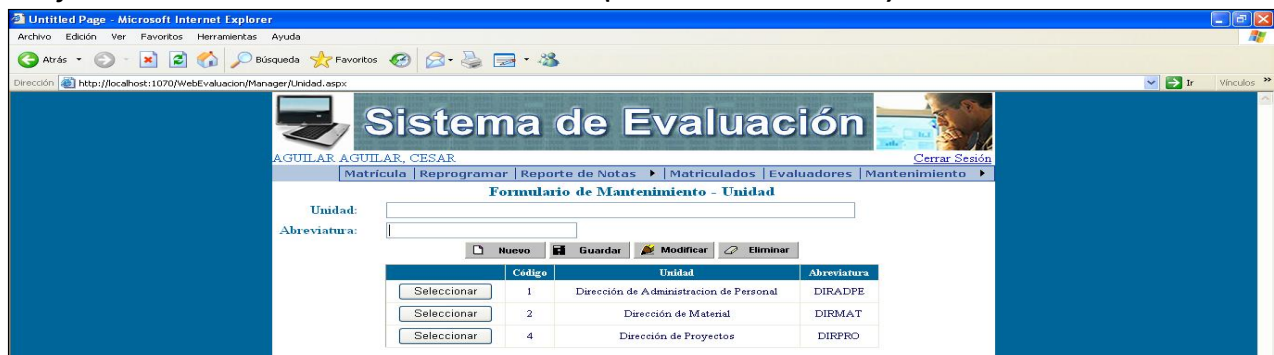 Untitled Page - Microsoft Internet Explorer
Archivo Edición Ver Favoritos Herramientas Ayuda
Atrás Búsqueda Favoritos
Dirección http://localhost:1070/WebEvaluacion/Manager/Unidad.aspx Ir Vínculos »
Sistema de Evaluación
AGUILAR AGUILAR, CESAR Cerrar Sesión
Matrícula | Reprogramar | Reporte de Notas | Matriculados | Evaluadores | Mantenimiento
Formulario de Mantenimiento - Unidad
Unidad:
Abreviatura:
Nuevo Guardar Modificar Eliminar
Código Unidad Abreviatura
Seleccionar 1 Dirección de Administracion de Personal DIRADPE
Seleccionar 2 Dirección de Material DIRMAT
Seleccionar 4 Dirección de Proyectos DIRPRO